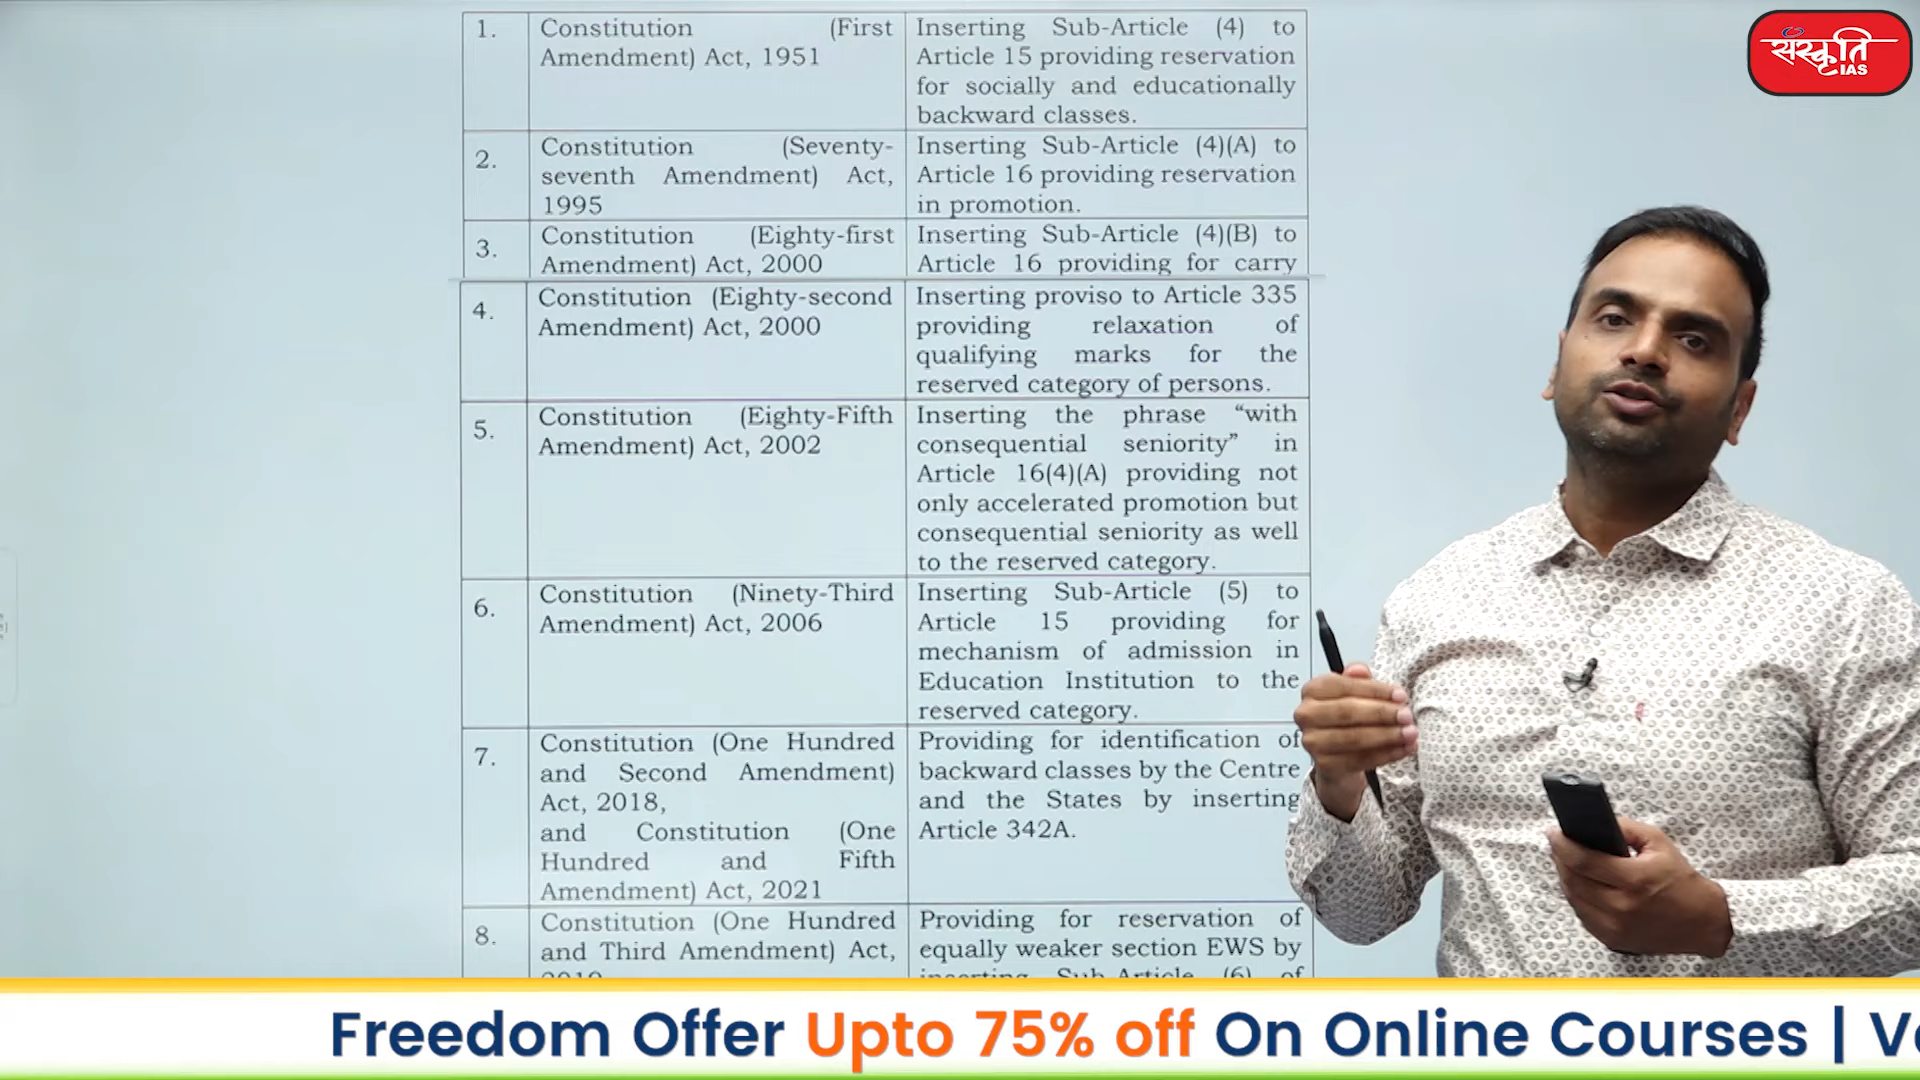 1. Constitution (First Inserting Sub-Article (4) to
Amendment) Act, 1951 Article 15 providing reservation
for socially and educationally
backward classes.
2. Constitution (Seventy- Inserting Sub-Article (4)(A) to
seventh Amendment) Act, Article 16 providing reservation
1995 in promotion.
3. Constitution (Eighty-first Inserting Sub-Article (4)(B) to
Amendment) Act, 2000 Article 16 providing for carry
4. Constitution (Eighty-second Inserting proviso to Article 335
Amendment) Act, 2000 providing relaxation of
qualifying marks for the
reserved category of persons.
5. Constitution (Eighty-Fifth Inserting the phrase “with
Amendment) Act, 2002 consequential seniority” in
Article 16(4)(A) providing not
only accelerated promotion but
consequential seniority as well
to the reserved category.
6. Constitution (Ninety-Third Inserting Sub-Article (5) to
Amendment) Act, 2006 Article 15 providing for
mechanism of admission in
Education Institution to the
reserved category.
7. Constitution (One Hundred Providing for identification of
and Second Amendment) backward classes by the Centre
Act, 2018, and the States by inserting
and Constitution (One Article 342A.
Hundred and Fifth
Amendment) Act, 2021
8. Constitution (One Hundred Providing for reservation of
and Third Amendment) Act, equally weaker section EWS by
2019 inserting Sub-Article (6) of
संस्कृति
IAS
Freedom Offer Upto 75% off On Online Courses |